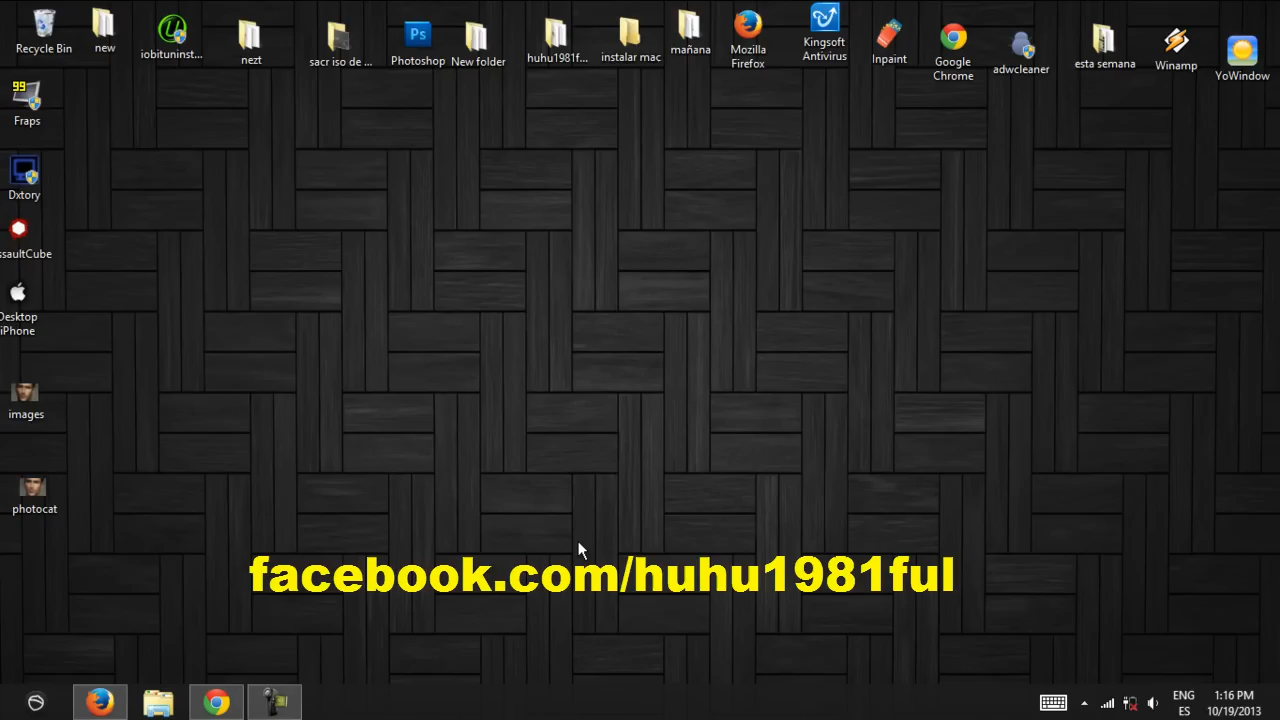 Recycle Bin
new
iobituninst...
nezt
sacr iso de ...
Ps
Photoshop
New folder
huhu1981f...
instalar mac
mañana
Mozilla
Firefox
Kingsoft
Antivirus
Inpaint
Google
Chrome
adwcleaner
esta semana
Winamp
YoWindow
99
Fraps
Dxtory
ssaultCube
Desktop
iPhone
images
photocat
facebook.com/huhu1981ful
ENG
ES
1:16 PM
10/19/2013